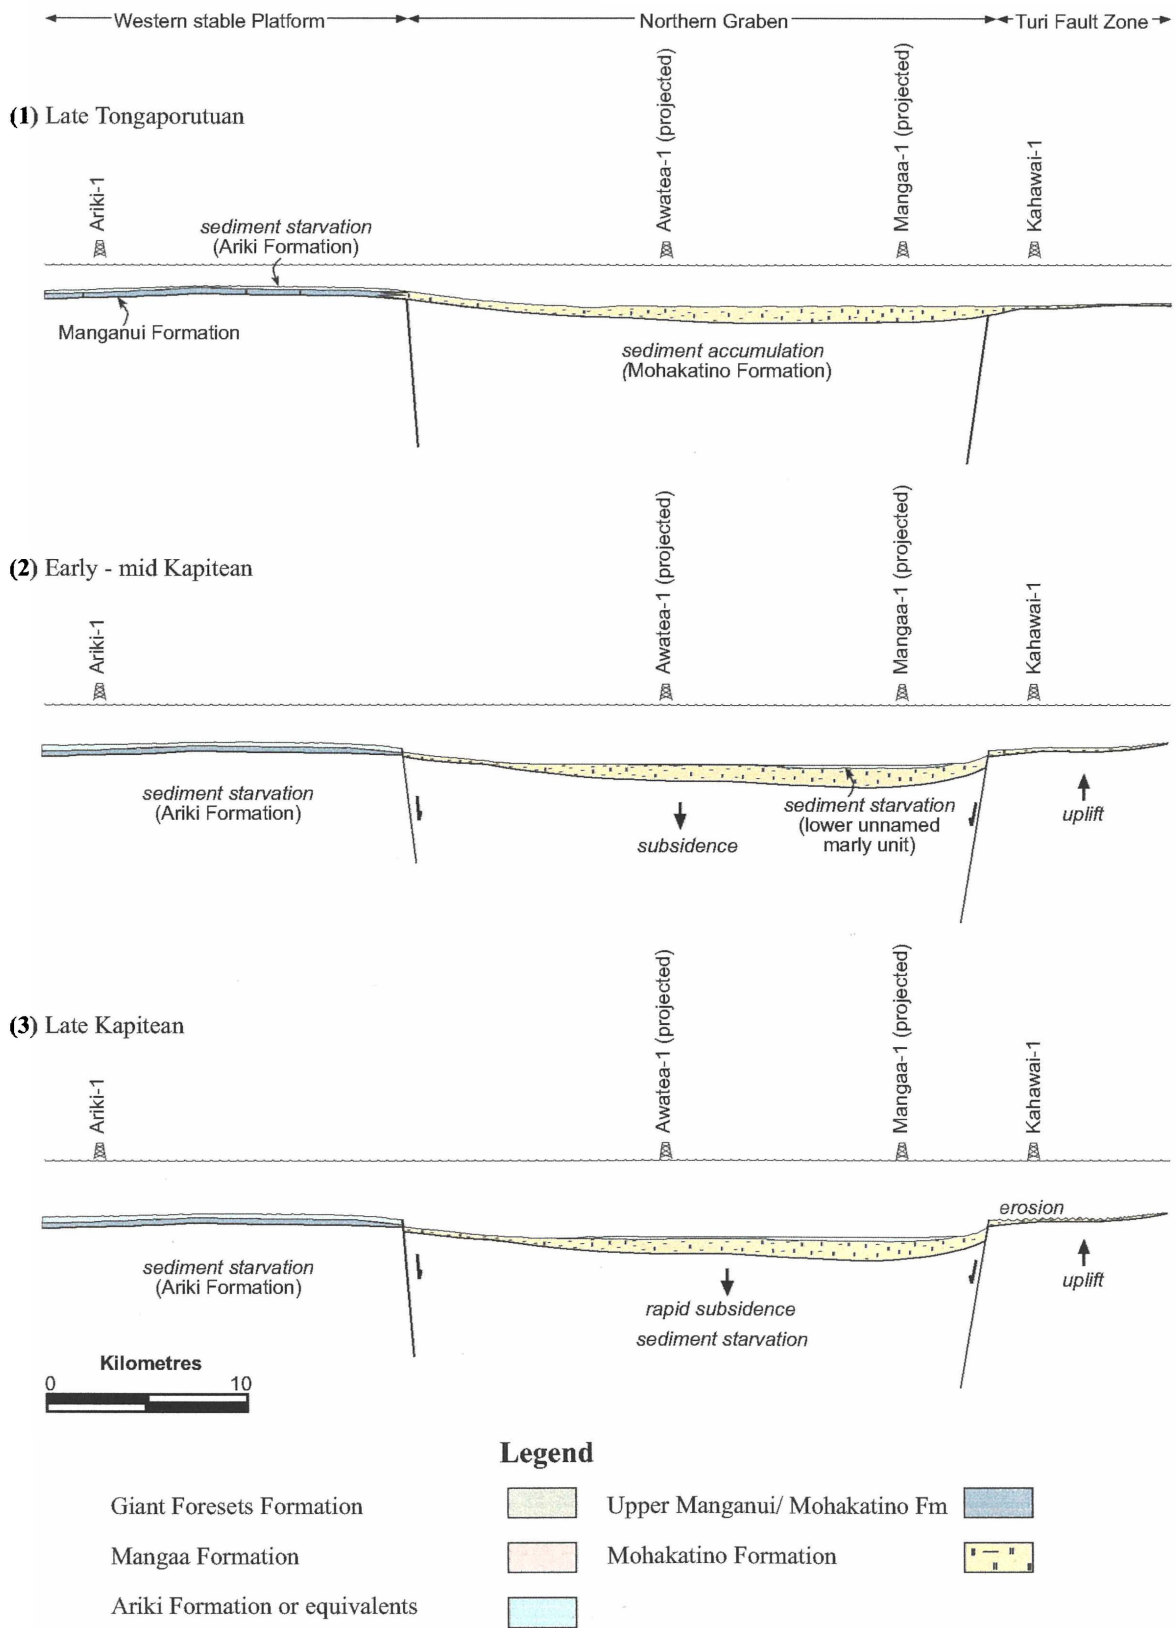 Western stable Platform
Northern Graben
Turi Fault Zone
(1) Late Tongaporutuan
Ariki-1
Awatea-1 (projected)
Mangaa-1 (projected)
Kahawai-1
sediment starvation
(Ariki Formation)
Manganui Formation
sediment accumulation
(Mohakatino Formation)
(2) Early - mid Kapitean
Ariki-1
Awatea-1 (projected)
Mangaa-1 (projected)
Kahawai-1
sediment starvation
(Ariki Formation)
subsidence
sediment starvation
(lower unnamed
marly unit)
uplift
(3) Late Kapitean
Ariki-1
Awatea-1 (projected)
Mangaa-1 (projected)
Kahawai-1
erosion
sediment starvation
(Ariki Formation)
rapid subsidence
sediment starvation
uplift
Kilometres
0 10
Legend
Giant Foresets Formation
Upper Manganui/ Mohakatino Fm
Mangaa Formation
Mohakatino Formation
Ariki Formation or equivalents